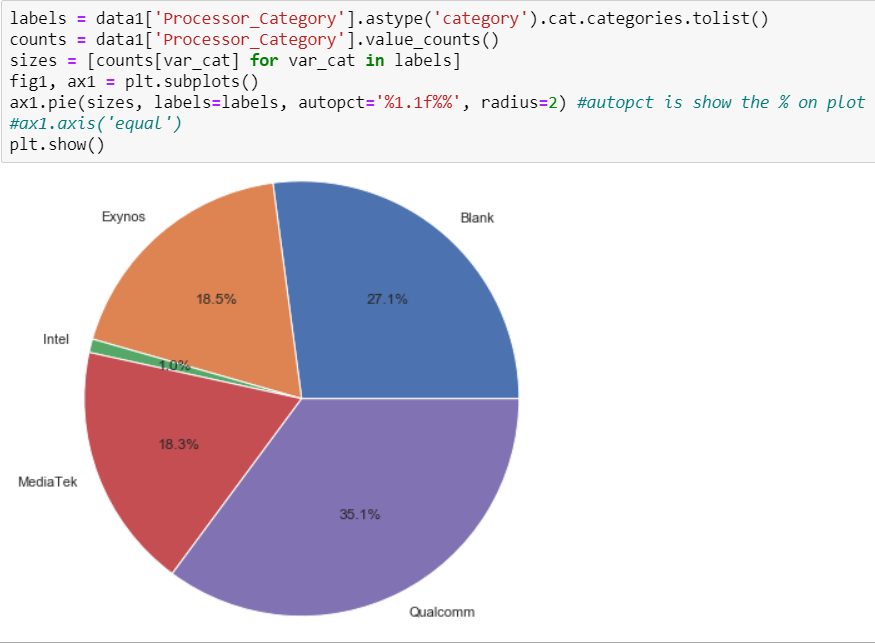 labels = data1['Processor_Category'].astype('category').cat.categories.tolist()
counts = data1['Processor_Category'].value_counts()
sizes = [counts[var_cat] for var_cat in labels]
fig1, ax1 = plt.subplots()
ax1.pie(sizes, labels=labels, autopct='%1.1f%%', radius=2) #autopct is show the % on plot
#ax1.axis('equal')
plt.show()
Exynos
Blank
18.5%
27.1%
Intel
1.0%
18.3%
MediaTek
35.1%
Qualcomm